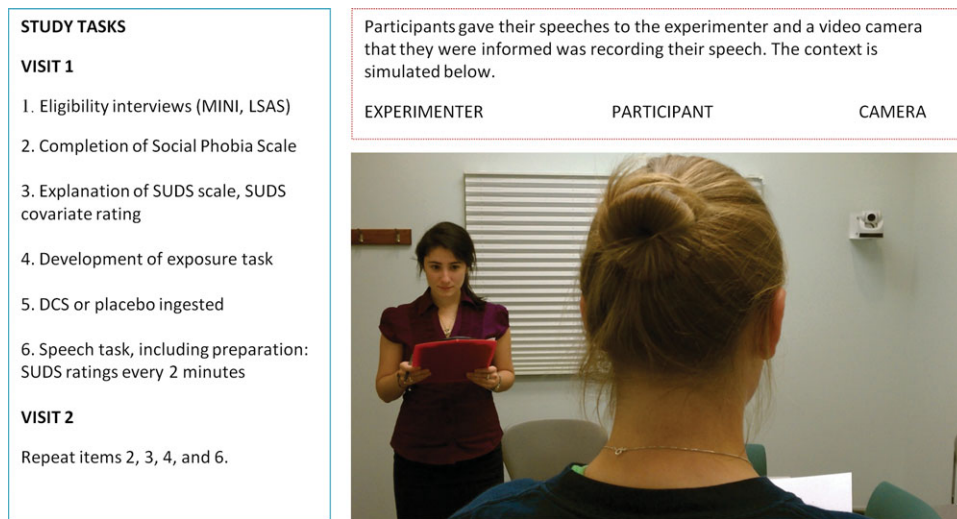 STUDY TASKS
VISIT 1
1. Eligibility interviews (MINI, LSAS)
2. Completion of Social Phobia Scale
3. Explanation of SUDS scale, SUDS
covariate rating
4. Development of exposure task
5. DCS or placebo ingested
6. Speech task, including preparation:
SUDS ratings every 2 minutes
VISIT 2
Repeat items 2, 3, 4, and 6.
Participants gave their speeches to the experimenter and a video camera
that they were informed was recording their speech. The context is
simulated below.
EXPERIMENTER PARTICIPANT CAMERA